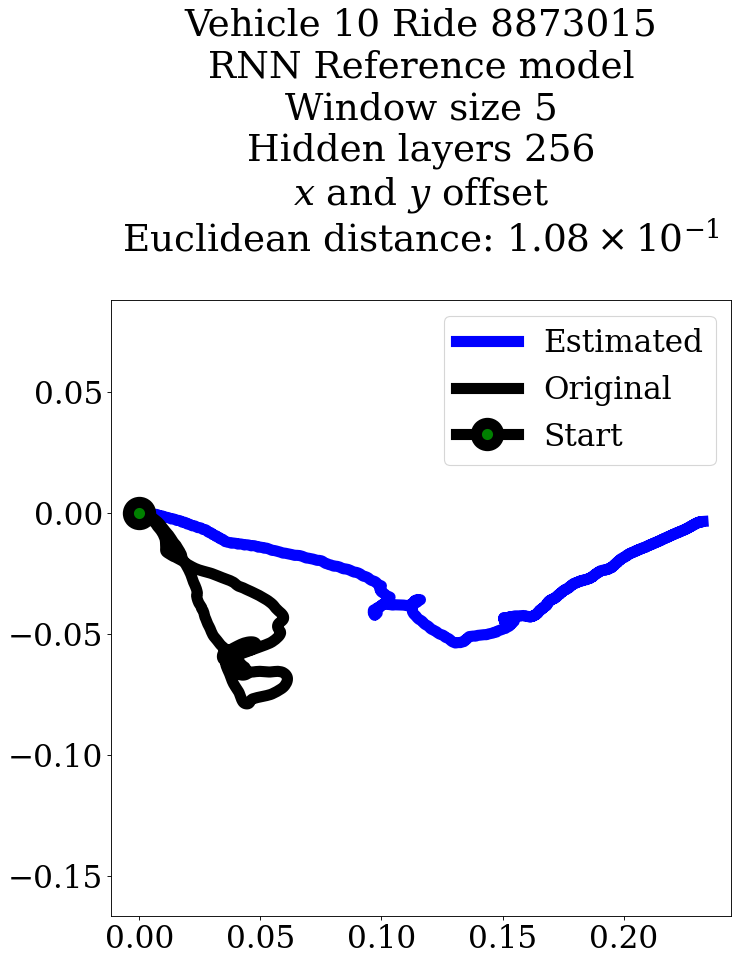 Vehicle 10 Ride 8873015
RNN Reference model
Window size 5
Hidden layers 256
x and y offset
Euclidean distance: 1.08 × 10⁻¹
Estimated
Original
Start
0.05
0.00
−0.05
−0.10
−0.15
0.00 0.05 0.10 0.15 0.20